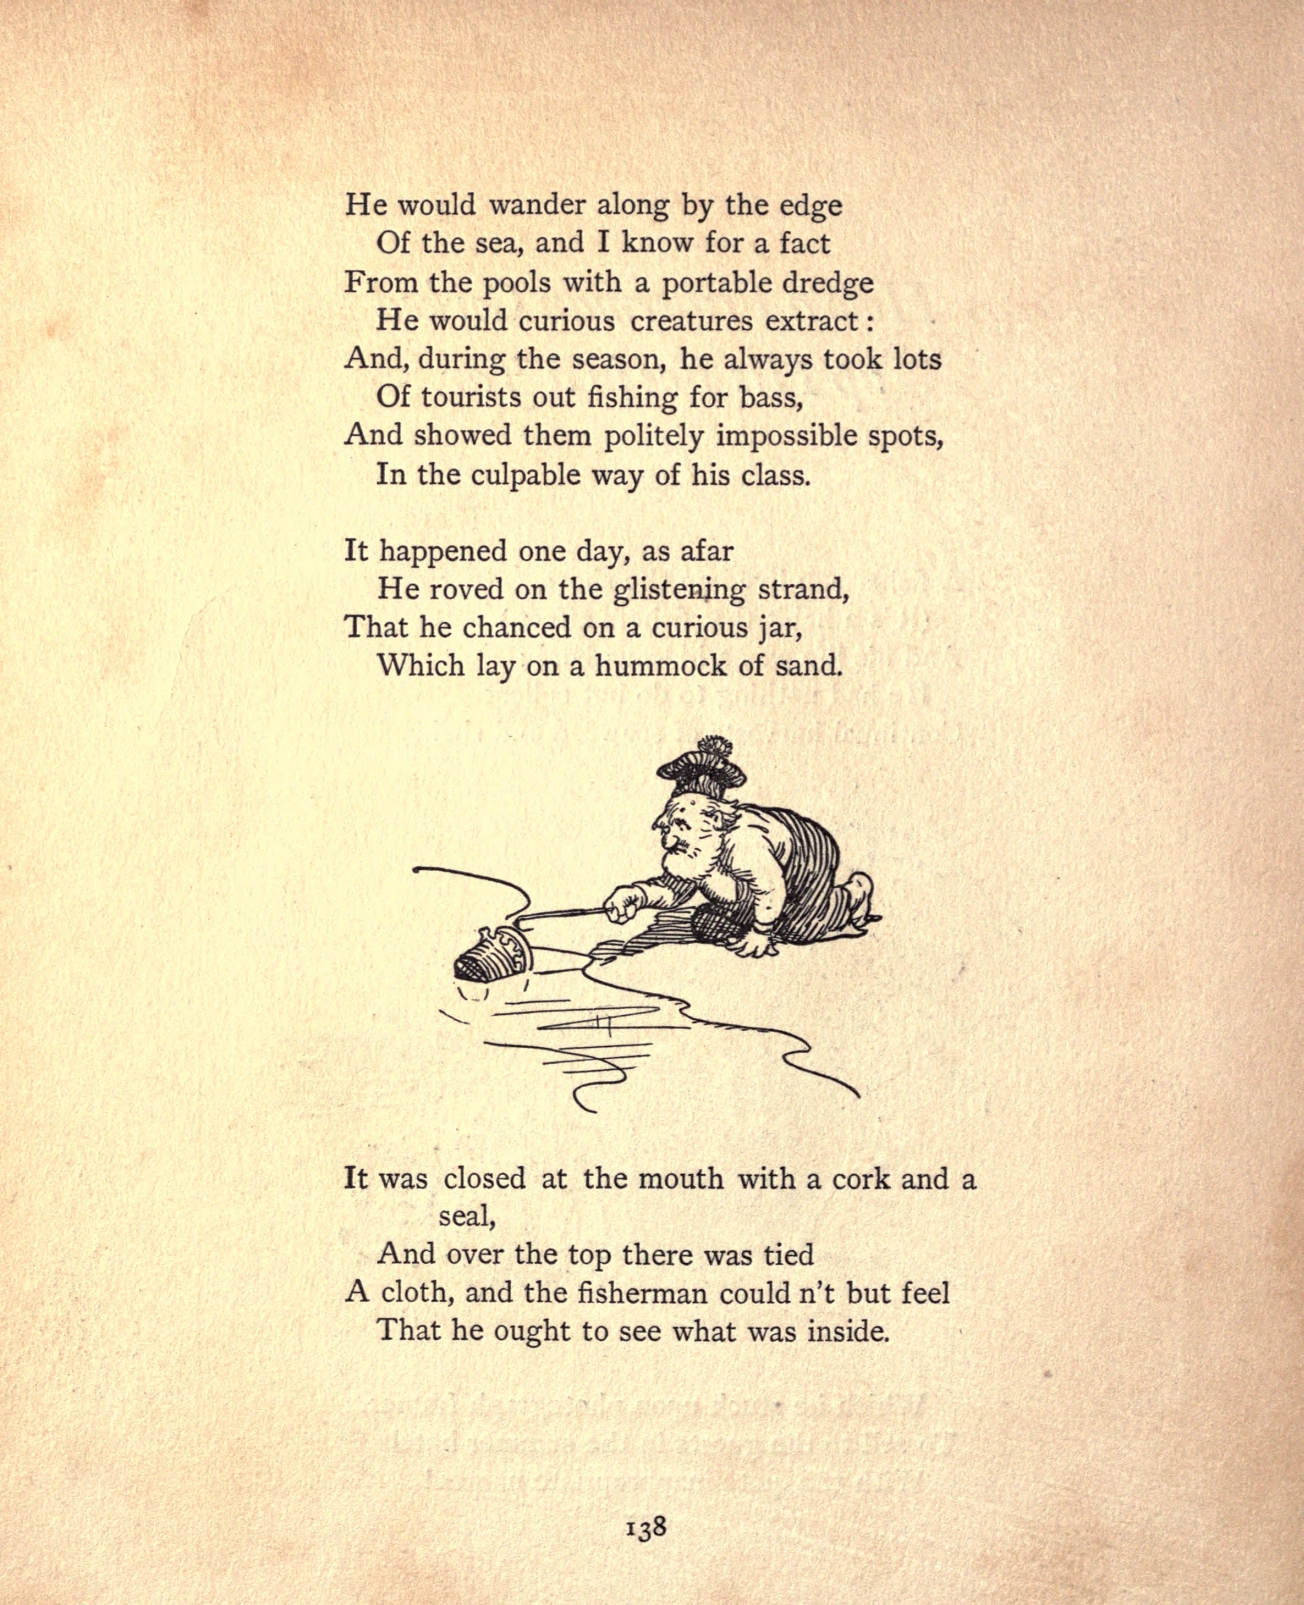 He would wander along by the edge
Of the sea, and I know for a fact
From the pools with a portable dredge
He would curious creatures extract :
And, during the season, he always took lots
Of tourists out fishing for bass,
And showed them politely impossible spots,
In the culpable way of his class.
It happened one day, as afar
He roved on the glistening strand,
That he chanced on a curious jar,
Which lay on a hummock of sand.
It was closed at the mouth with a cork and a
seal,
And over the top there was tied
A cloth, and the fisherman could n't but feel
That he ought to see what was inside.
138